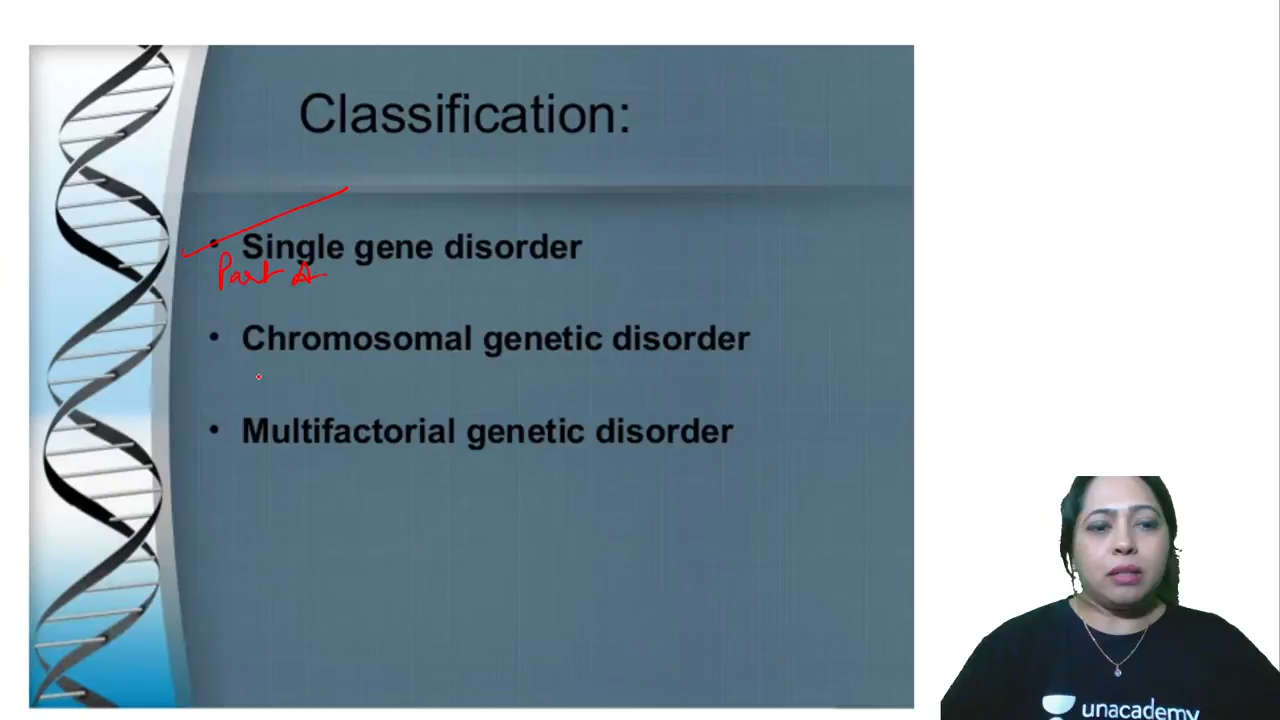 Classification:
• Single gene disorder
Part A
• Chromosomal genetic disorder
• Multifactorial genetic disorder
unacademy